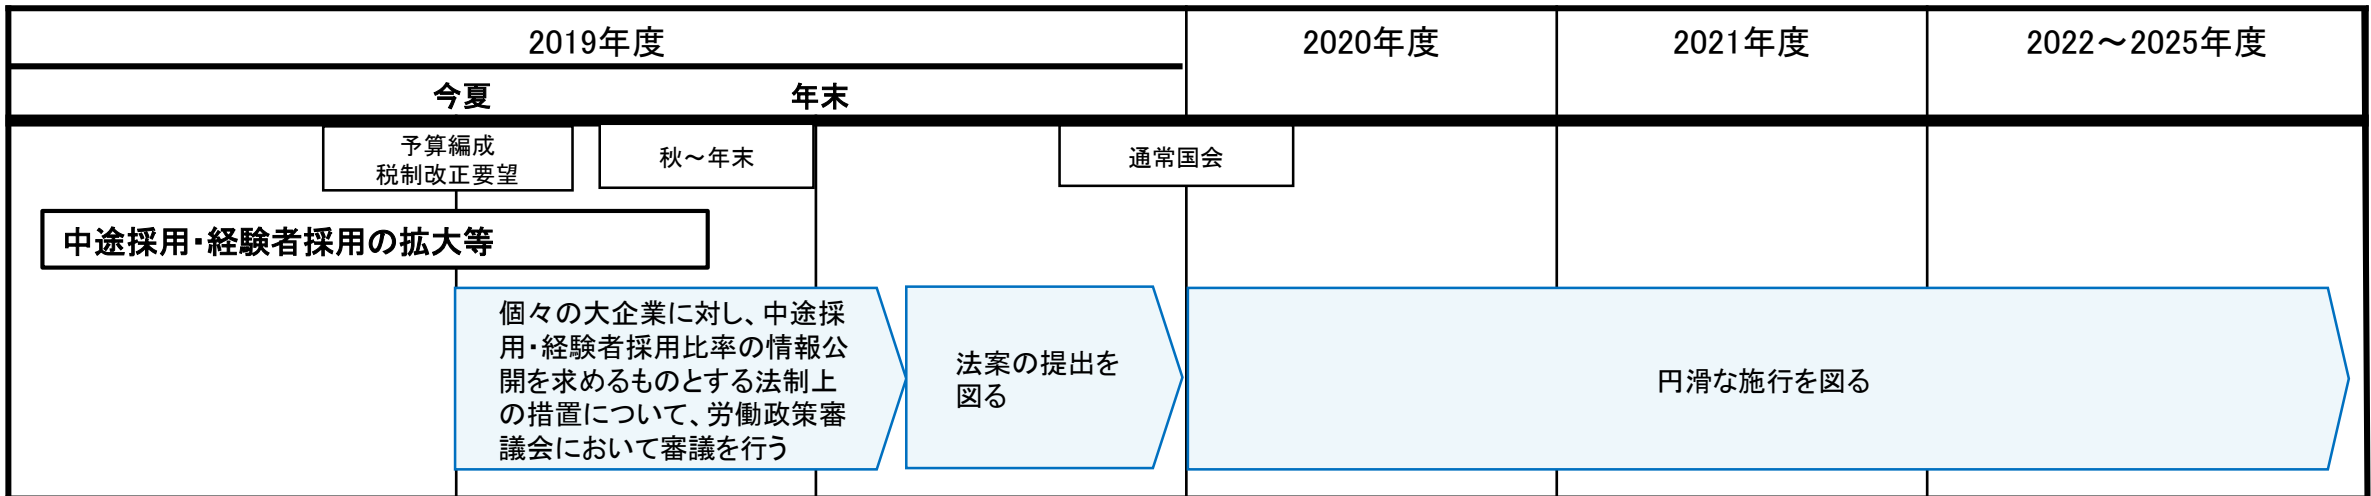 2019年度
2020年度
2021年度
2022～2025年度
今夏
年末
予算編成
税制改正要望
秋～年末
通常国会
中途採用・経験者採用の拡大等
個々の大企業に対し、中途採
用・経験者採用比率の情報公
開を求めるものとする法制上
の措置について、労働政策審
議会において審議を行う
法案の提出を
図る
円滑な施行を図る